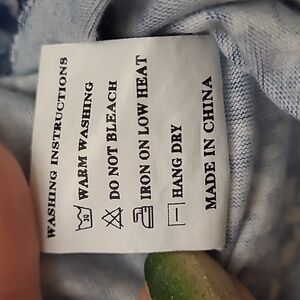 WASHING INSTRUCTIONS
30 WARM WASHING
DO NOT BLEACH
IRON ON LOW HEAT
HANG DRY
MADE IN CHINA